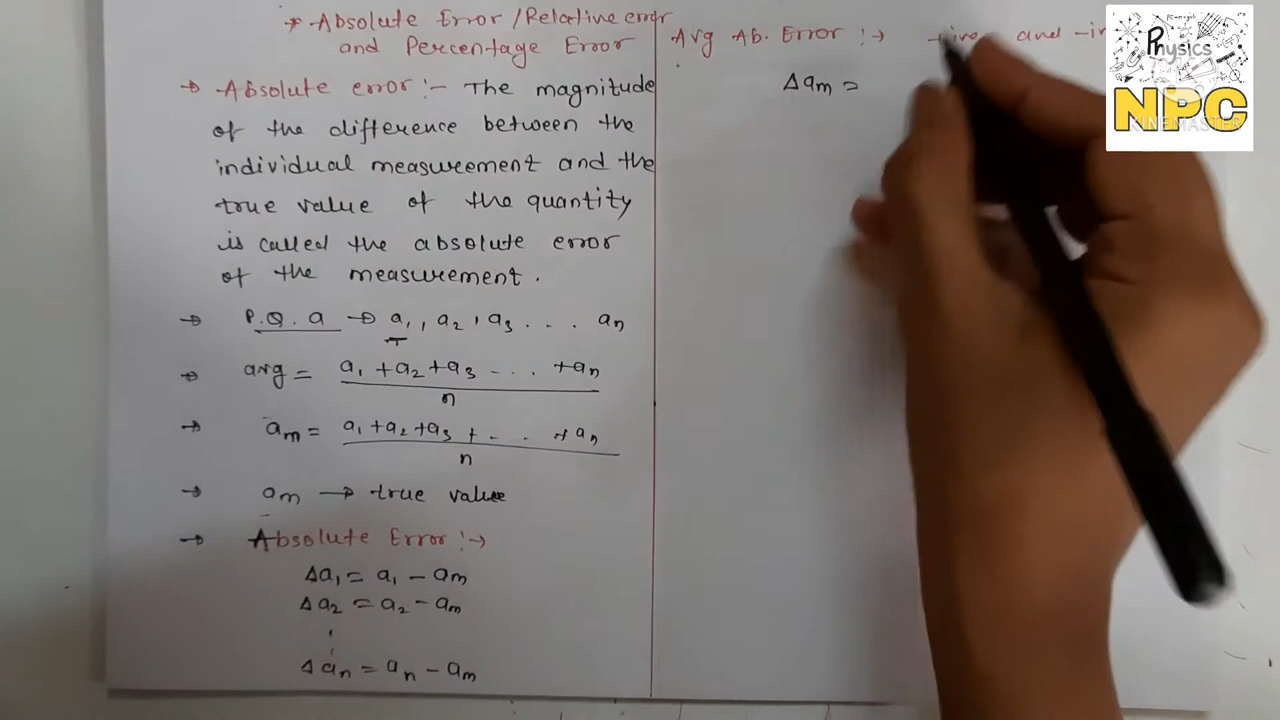 * Absolute Error / Relative error
and Percentage Error
→ Absolute error :- The magnitude
of the difference between the
individual measurement and the
true value of the quantity
is called the absolute error
of the measurement.
→ P.Q. a → a₁, a₂, a₃ . . . . aₙ
→ avg = a₁ + a₂ + a₃ - . . . + aₙ / n
→ aₘ = a₁ + a₂ + a₃ + - . . + aₙ / n
→ aₘ → true value
→ Absolute Error :→
Δa₁ = a₁ - aₘ
Δa₂ = a₂ - aₘ
Δaₙ = aₙ - aₘ
Avg Ab. Error :→ and
Δaₘ =
Physics
NPC
KINEMASTER